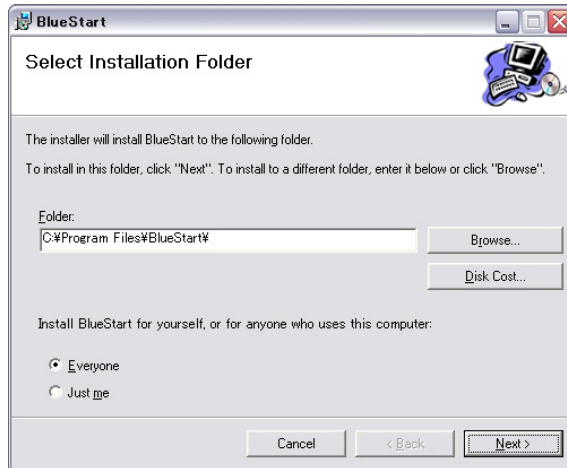 BlueStart
Select Installation Folder
The installer will install BlueStart to the following folder.
To install in this folder, click "Next". To install to a different folder, enter it below or click "Browse".
Folder:
C:¥Program Files¥BlueStart¥
Browse...
Disk Cost...
Install BlueStart for yourself, or for anyone who uses this computer:
Everyone
Just me
Cancel
< Back
Next >